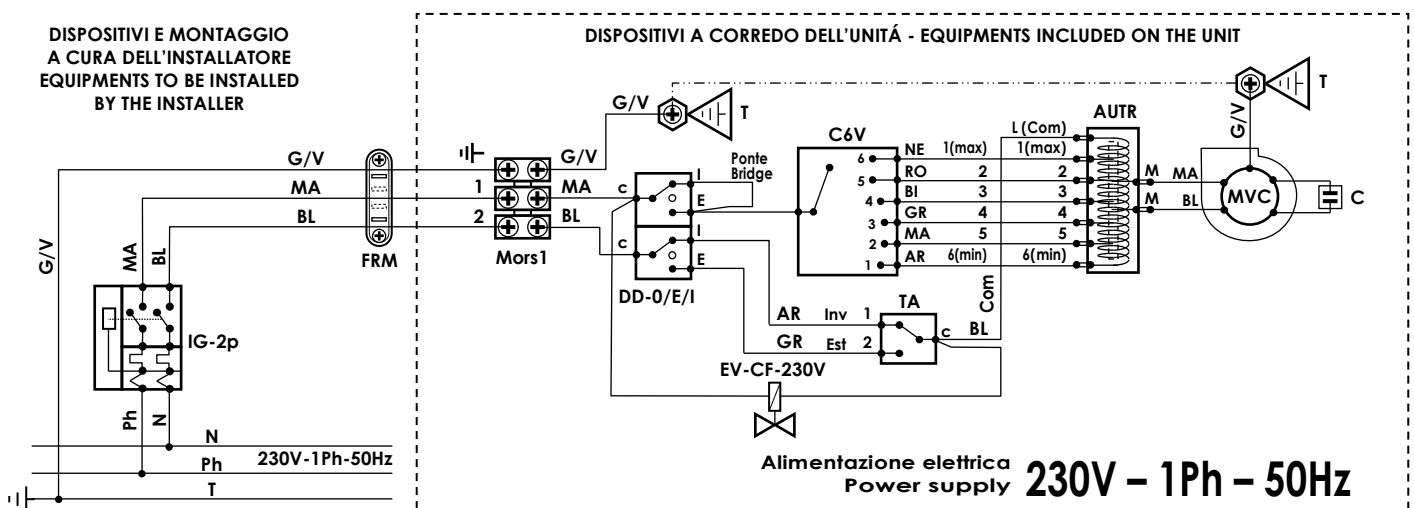 DISPOSITIVI E MONTAGGIO
A CURA DELL'INSTALLATORE
EQUIPMENTS TO BE INSTALLED
BY THE INSTALLER
DISPOSITIVI A CORREDO DELL'UNITÁ - EQUIPMENTS INCLUDED ON THE UNIT
G/V
T
T
G/V
AUTR
L (Com)
C6V
G/V
G/V
MA
BL
1
2
MA
BL
FRM
Mors1
Ponte
Bridge
C
I
E
C
I
E
DD-0/E/I
6
5
4
3
2
1
NE 1(max) 1(max)
RO 2 2
BI 3 3
GR 4 4
MA 5 5
AR 6(min) 6(min)
M MA
M BL
MVC
C
Com
G/V
MA
BL
IG-2p
Ph
N
AR Inv 1
GR Est 2
TA
C
BL
EV-CF-230V
N
Ph
230V-1Ph-50Hz
T
Alimentazione elettrica
Power supply
230V – 1Ph – 50Hz